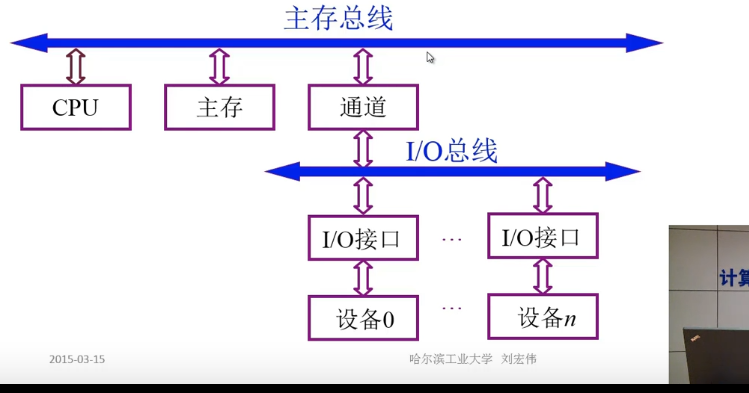 主存总线
CPU
主存
通道
I/O总线
I/O接口
…
I/O接口
设备0
…
设备n
2015-03-15
哈尔滨工业大学 刘宏伟
计算